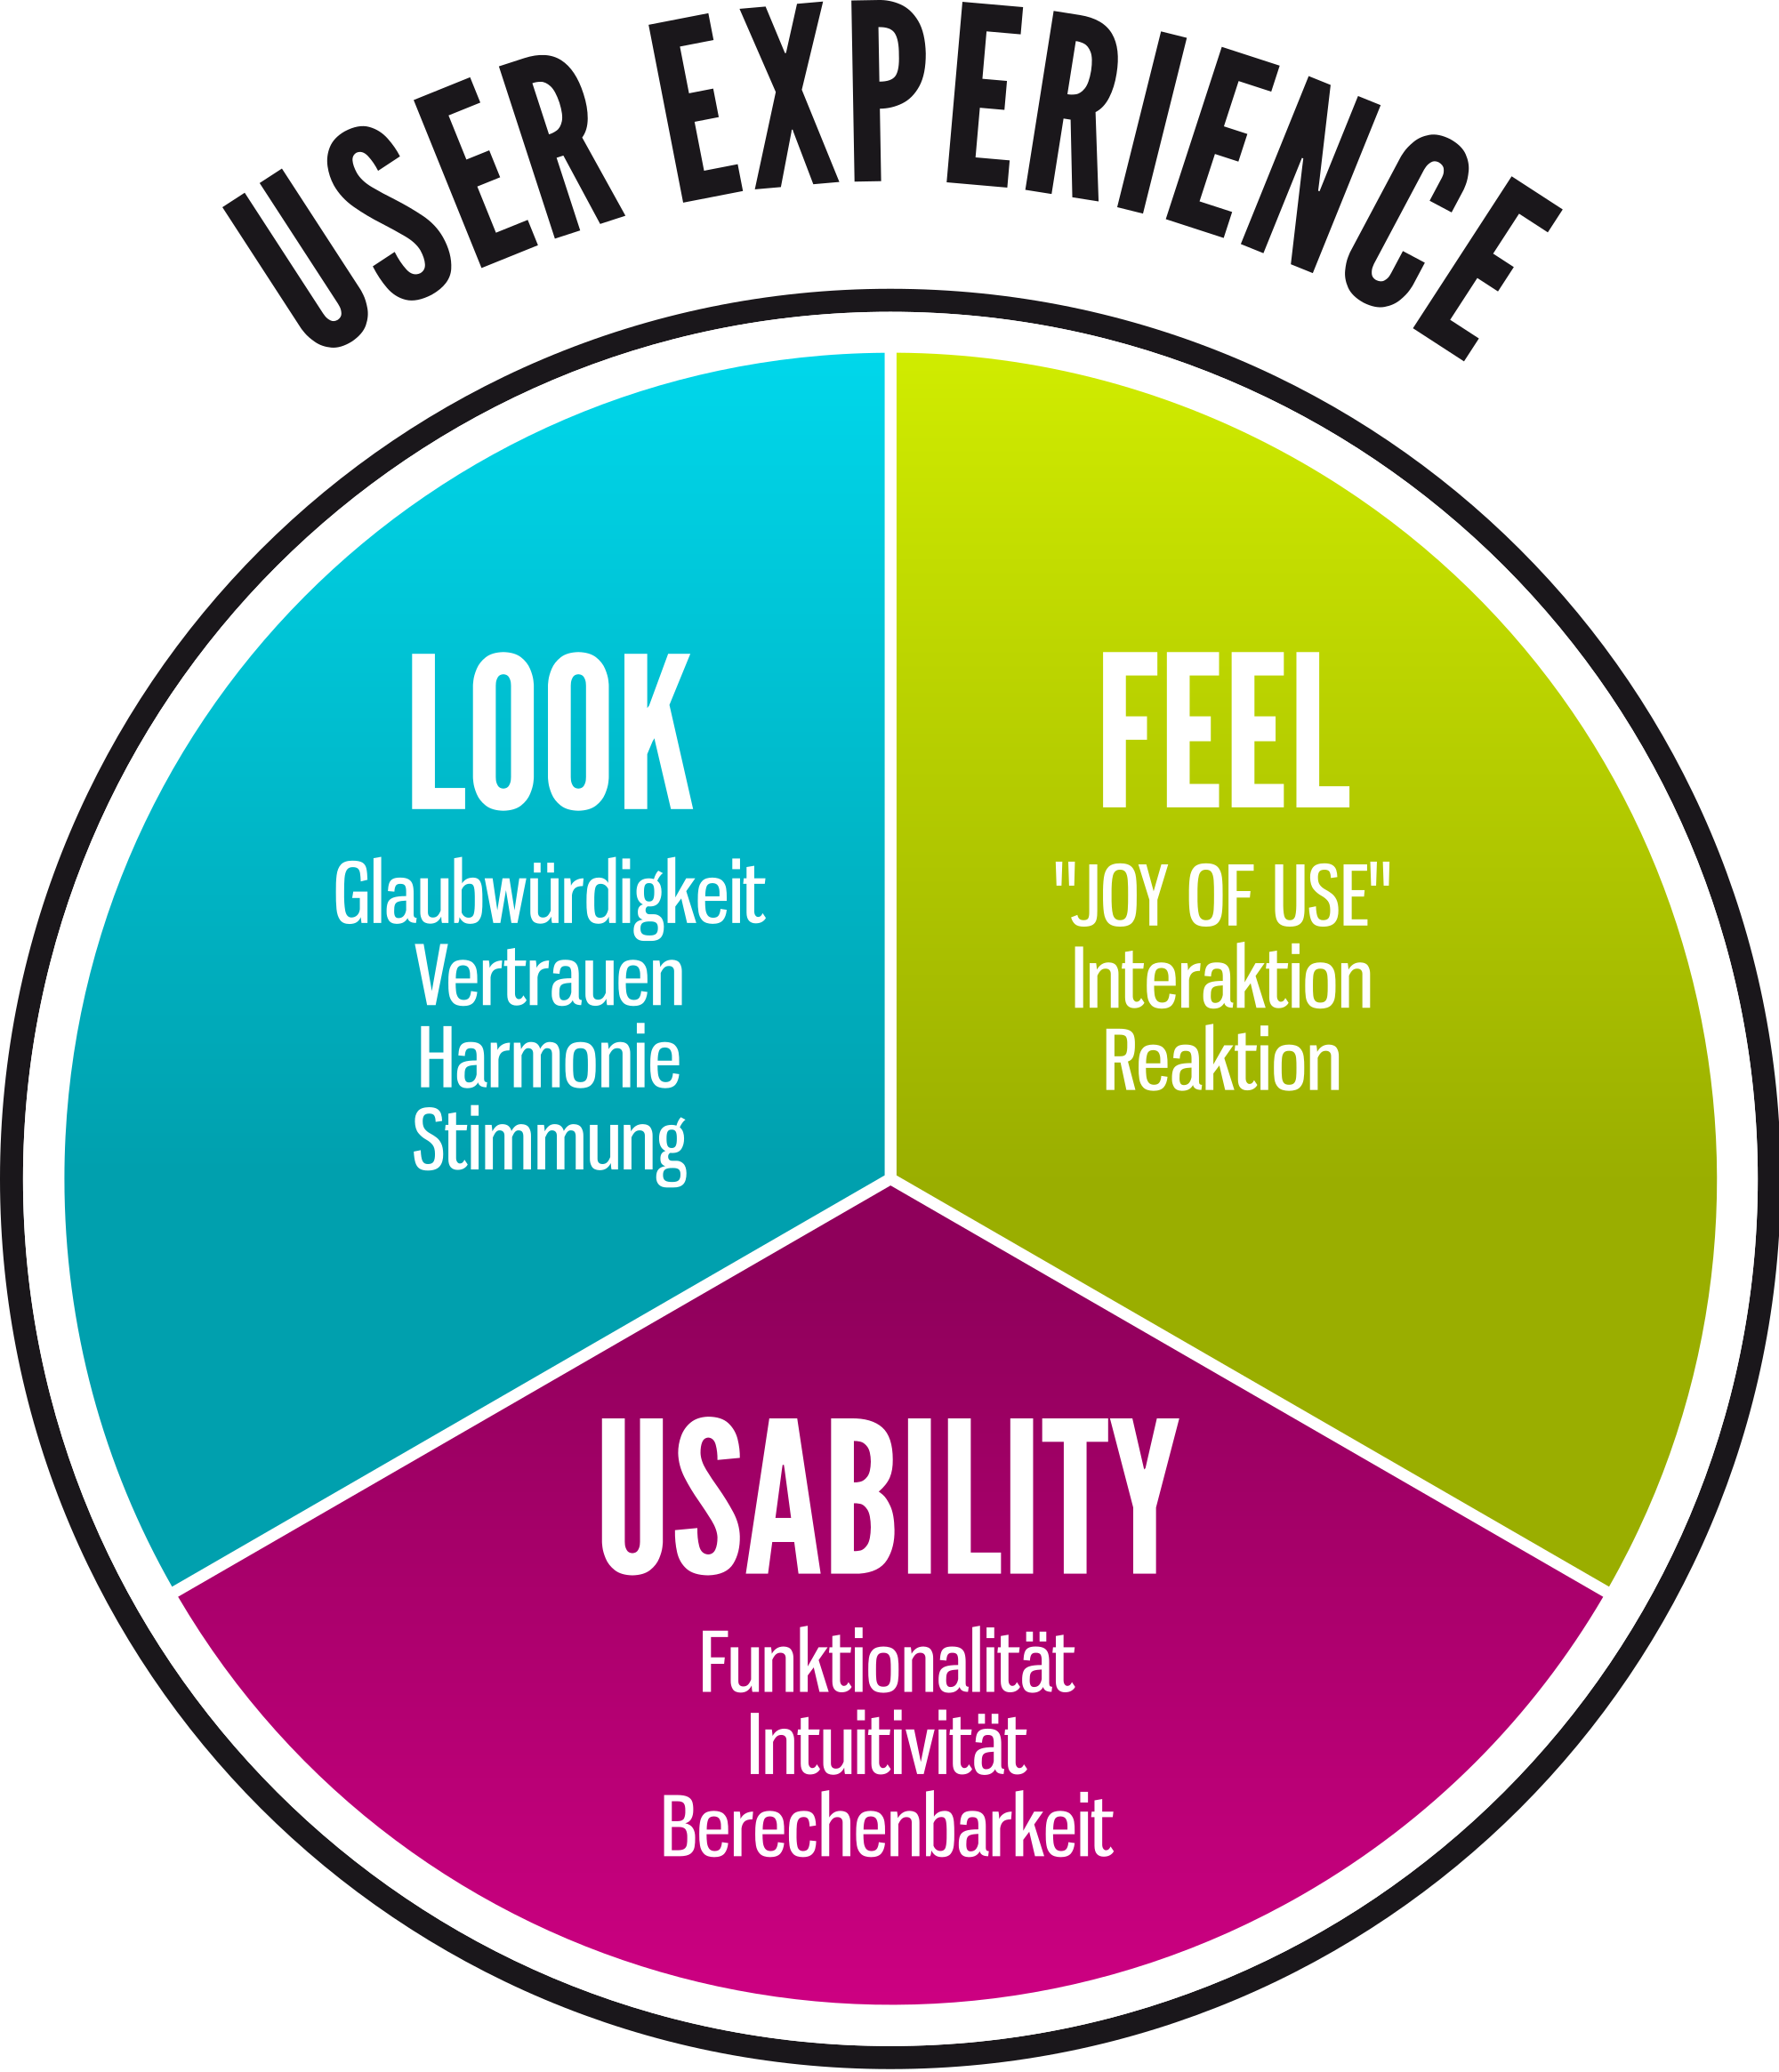 USER EXPERIENCE
LOOK
Glaubwürdigkeit
Vertrauen
Harmonie
Stimmung
FEEL
"JOY OF USE"
Interaktion
Reaktion
USABILITY
Funktionalität
Intuitivität
Berechenbarkeit